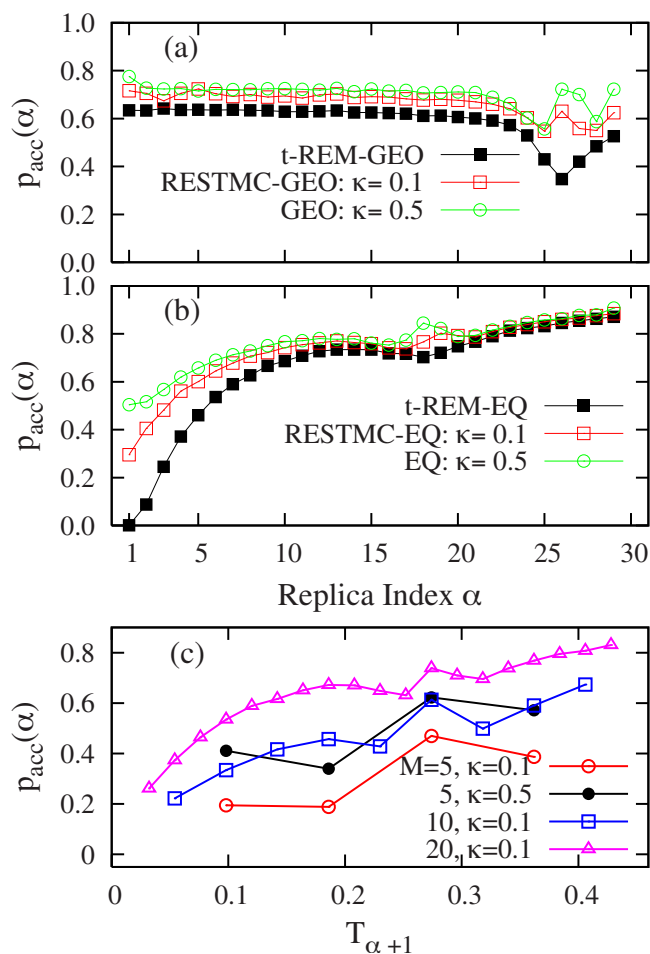 (a)
1.0
0.8
0.6
0.4
0.2
0.0
p_acc(α)
t-REM-GEO
RESTMC-GEO: κ= 0.1
GEO: κ= 0.5
(b)
1.0
0.8
0.6
0.4
0.2
0.0
p_acc(α)
t-REM-EQ
RESTMC-EQ: κ= 0.1
EQ: κ= 0.5
1 5 10 15 20 25 30
Replica Index α
(c)
0.8
0.6
0.4
0.2
0
p_acc(α)
M=5, κ=0.1
5, κ=0.5
10, κ=0.1
20, κ=0.1
0 0.1 0.2 0.3 0.4
T_α +1